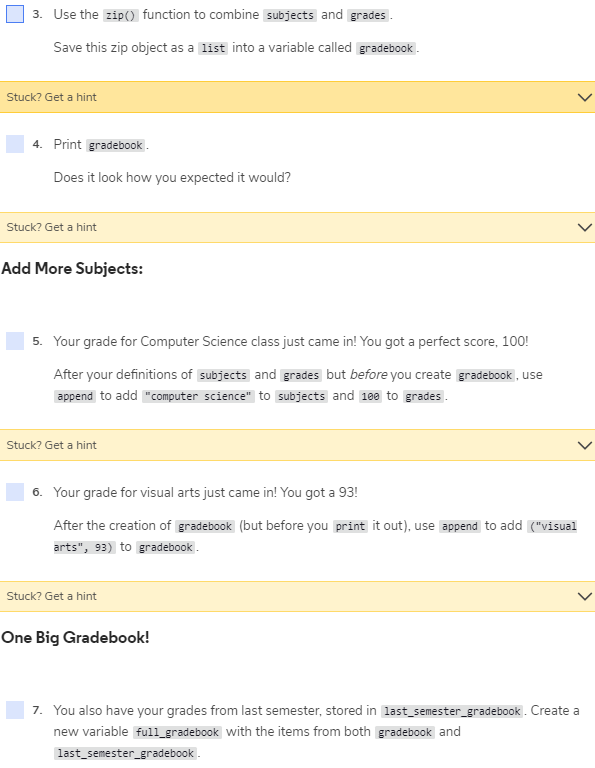 3. Use the zip() function to combine subjects and grades.
Save this zip object as a list into a variable called gradebook.
Stuck? Get a hint
4. Print gradebook.
Does it look how you expected it would?
Stuck? Get a hint
Add More Subjects:
5. Your grade for Computer Science class just came in! You got a perfect score, 100!
After your definitions of subjects and grades but before you create gradebook, use
append to add "computer science" to subjects and 100 to grades.
Stuck? Get a hint
6. Your grade for visual arts just came in! You got a 93!
After the creation of gradebook (but before you print it out), use append to add ("visual
arts", 93) to gradebook.
Stuck? Get a hint
One Big Gradebook!
7. You also have your grades from last semester, stored in last_semester_gradebook. Create a
new variable full_gradebook with the items from both gradebook and
last_semester_gradebook.